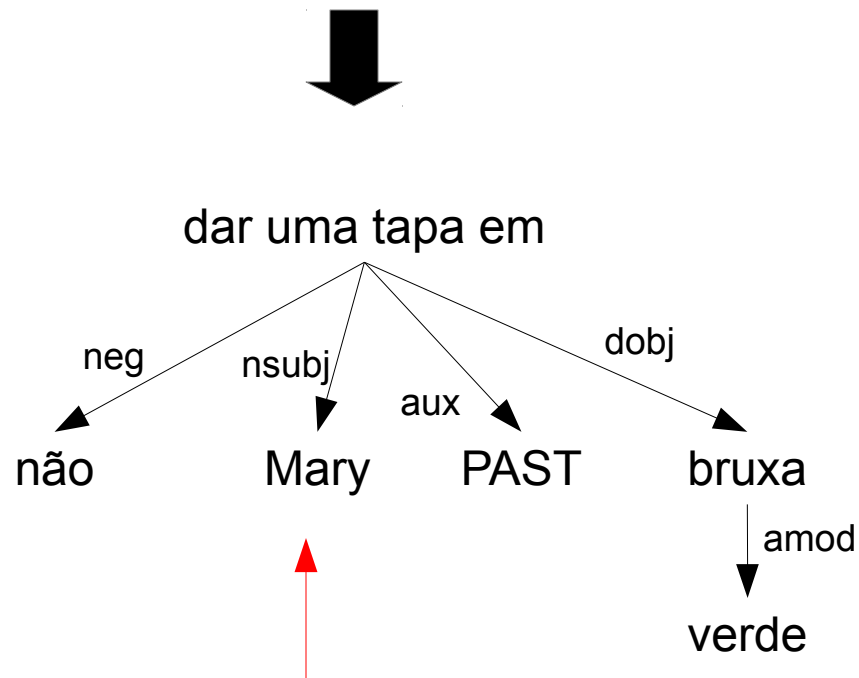 dar uma tapa em
neg
nsubj
aux
dobj
não
Mary
PAST
bruxa
amod
verde